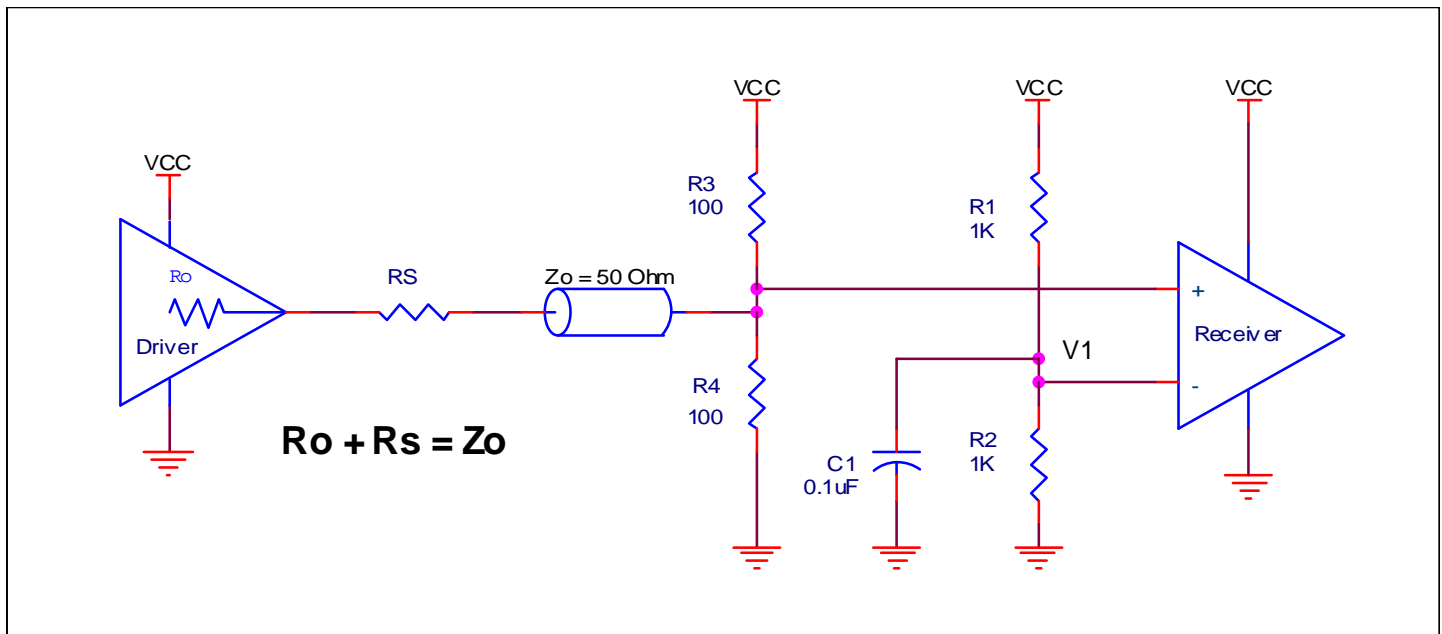 VCC
VCC
VCC
VCC
R3
100
R1
1K
Ro
RS
Zo = 50 Ohm
+
Receiver
Driver
V1
-
R4
100
Ro + Rs = Zo
C1
0.1uF
R2
1K